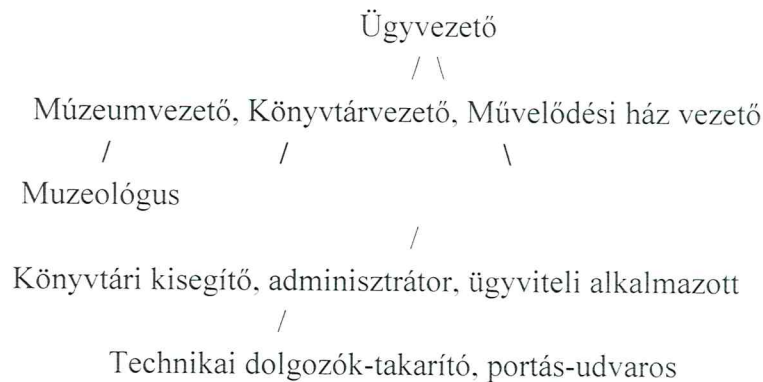 Ügyvezető
/ \
Múzeumvezető, Könyvtárvezető, Művelődési ház vezető
/ / \
Muzeológus
/
Könyvtári kisegítő, adminisztrátor, ügyviteli alkalmazott
/
Technikai dolgozók-takarító, portás-udvaros